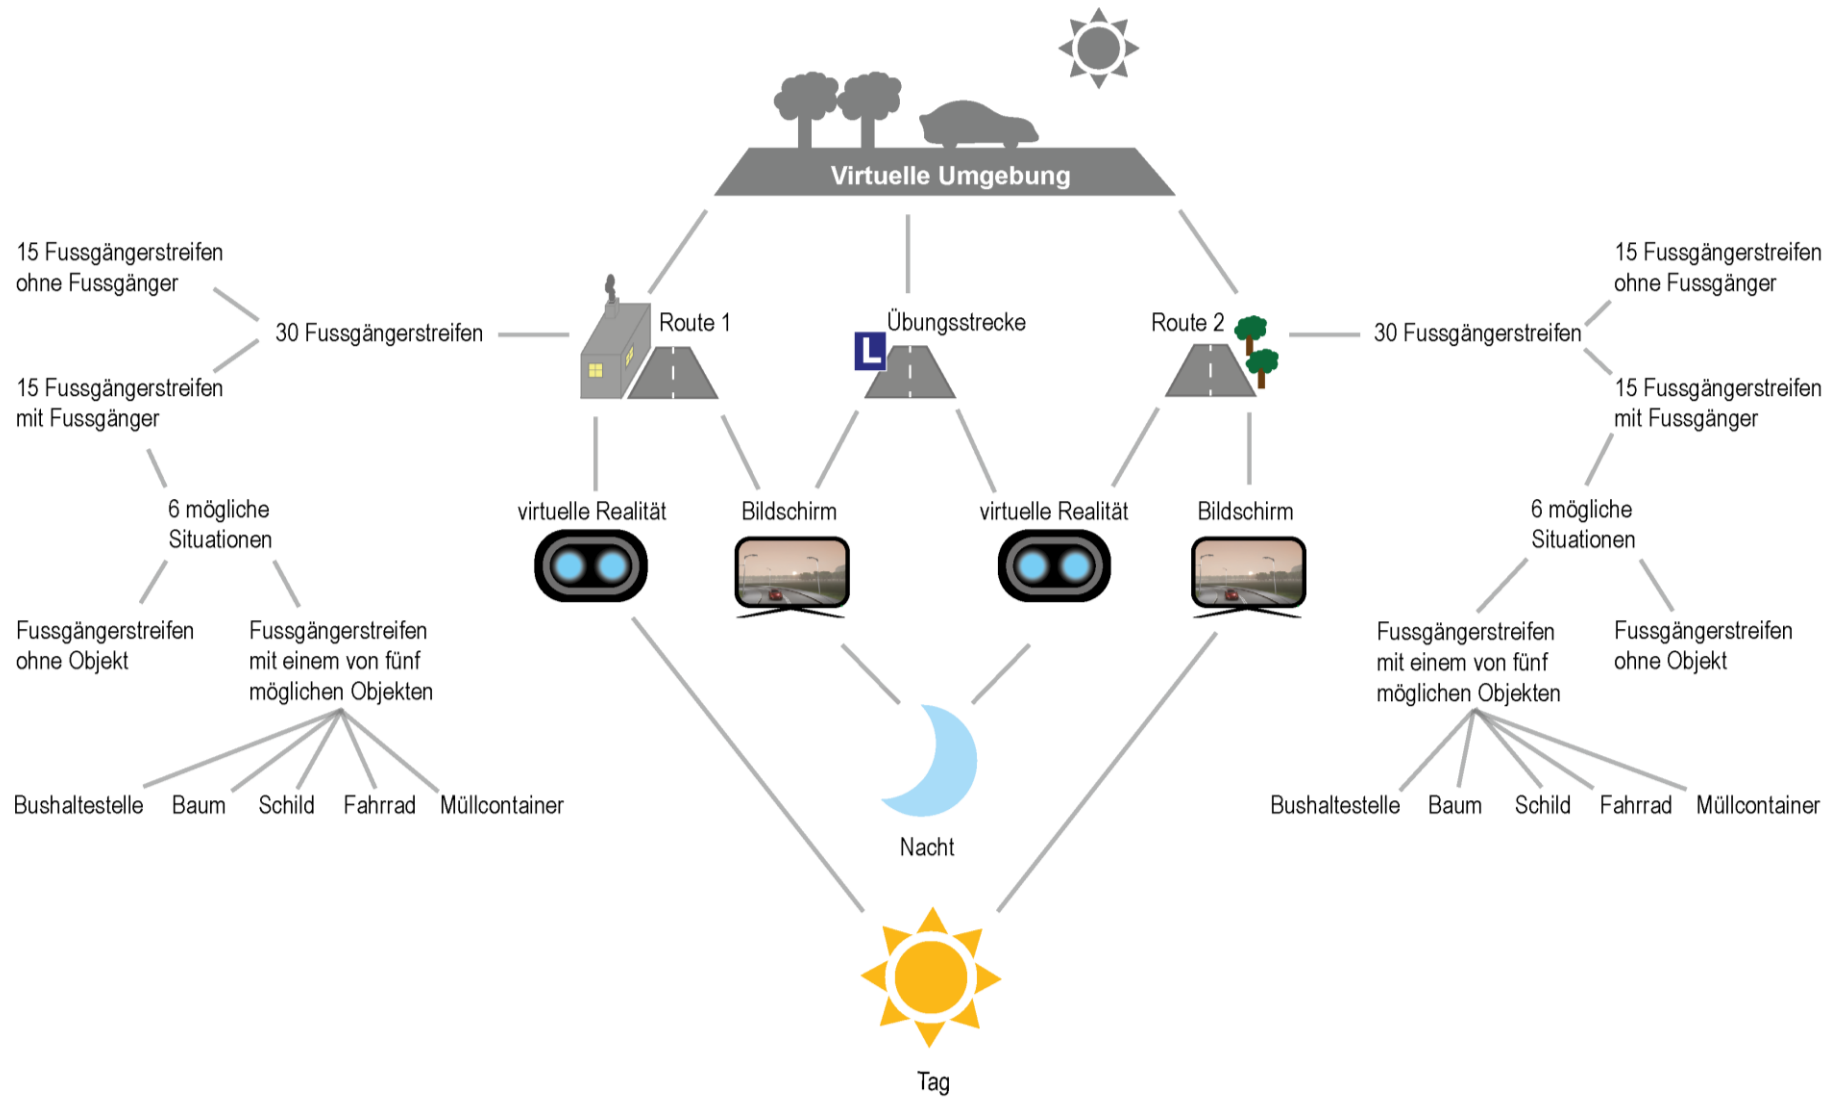 Virtuelle Umgebung
15 Fussgängerstreifen
ohne Fussgänger
30 Fussgängerstreifen
15 Fussgängerstreifen
mit Fussgänger
6 mögliche
Situationen
Fussgängerstreifen
ohne Objekt
Fussgängerstreifen
mit einem von fünf
möglichen Objekten
Bushaltestelle
Baum
Schild
Fahrrad
Müllcontainer
Route 1
L
Übungsstrecke
Route 2
virtuelle Realität
Bildschirm
virtuelle Realität
Bildschirm
Nacht
Tag
15 Fussgängerstreifen
ohne Fussgänger
30 Fussgängerstreifen
15 Fussgängerstreifen
mit Fussgänger
6 mögliche
Situationen
Fussgängerstreifen
mit einem von fünf
möglichen Objekten
Fussgängerstreifen
ohne Objekt
Bushaltestelle
Baum
Schild
Fahrrad
Müllcontainer